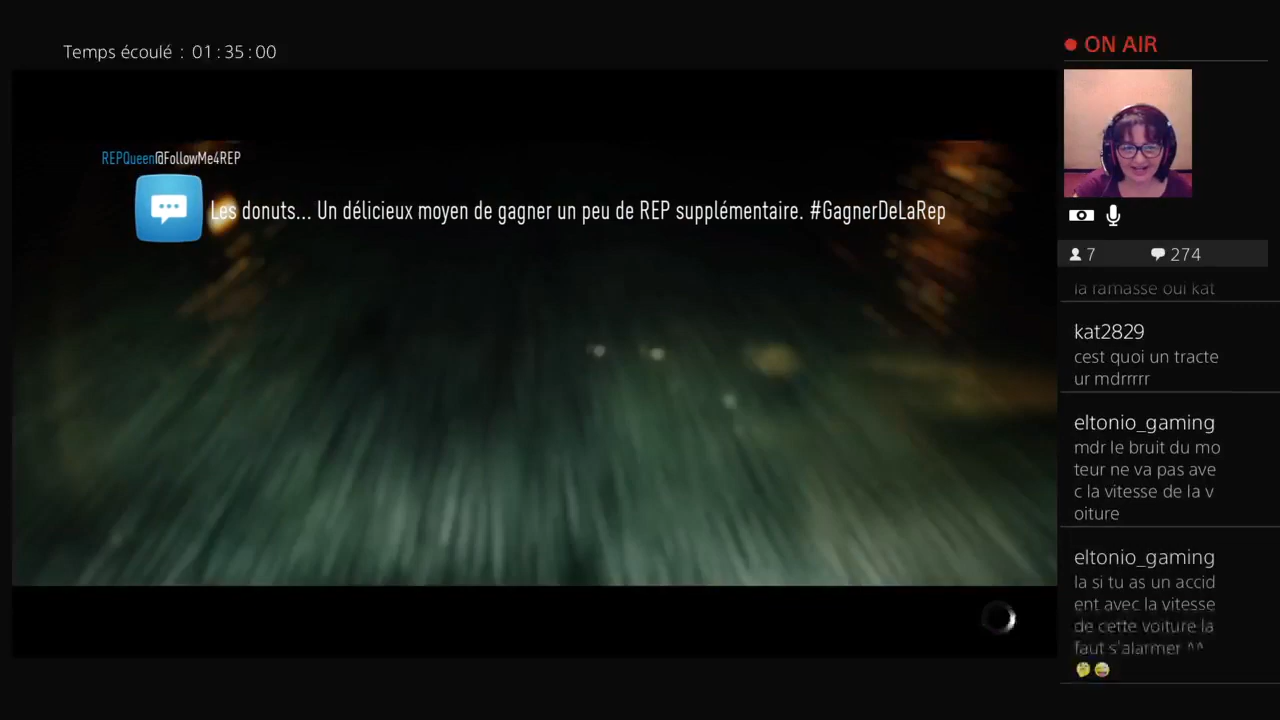 Temps écoulé : 01:35:00
REPQueen@FollowMe4REP
Les donuts... Un délicieux moyen de gagner un peu de REP supplémentaire. #GagnerDeLaRep
ON AIR
7 274
la ramasse oui kat
kat2829
cest quoi un tracte
ur mdrrrrr
eltonio_gaming
mdr le bruit du mo
teur ne va pas ave
c la vitesse de la v
oiture
eltonio_gaming
la si tu as un accid
ent avec la vitesse
de cette voiture la
faut s'alarmer ^^